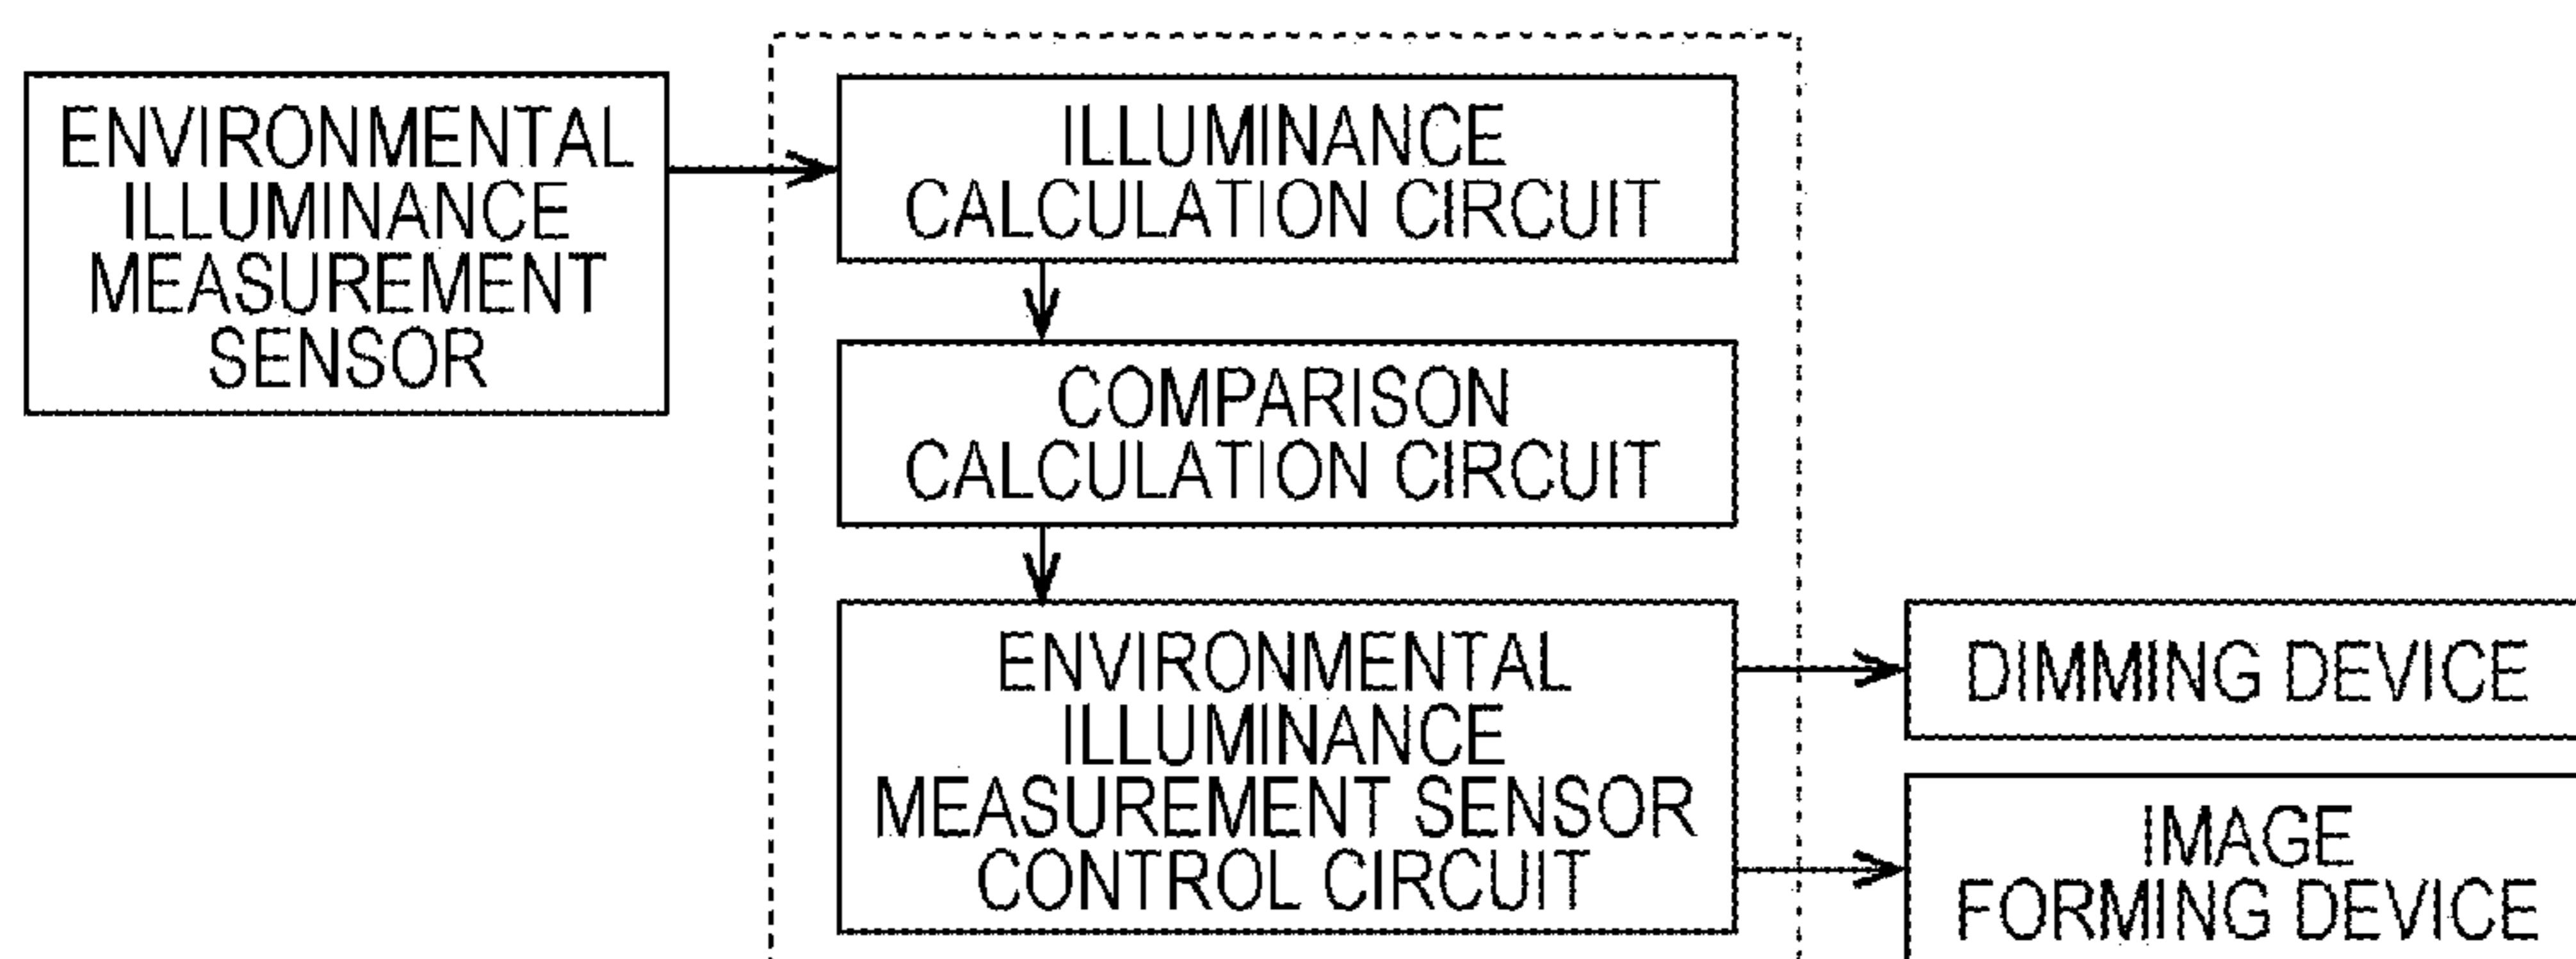 ENVIRONMENTAL
ILLUMINANCE
MEASUREMENT
SENSOR
ILLUMINANCE
CALCULATION CIRCUIT
COMPARISON
CALCULATION CIRCUIT
ENVIRONMENTAL
ILLUMINANCE
MEASUREMENT SENSOR
CONTROL CIRCUIT
DIMMING DEVICE
IMAGE
FORMING DEVICE